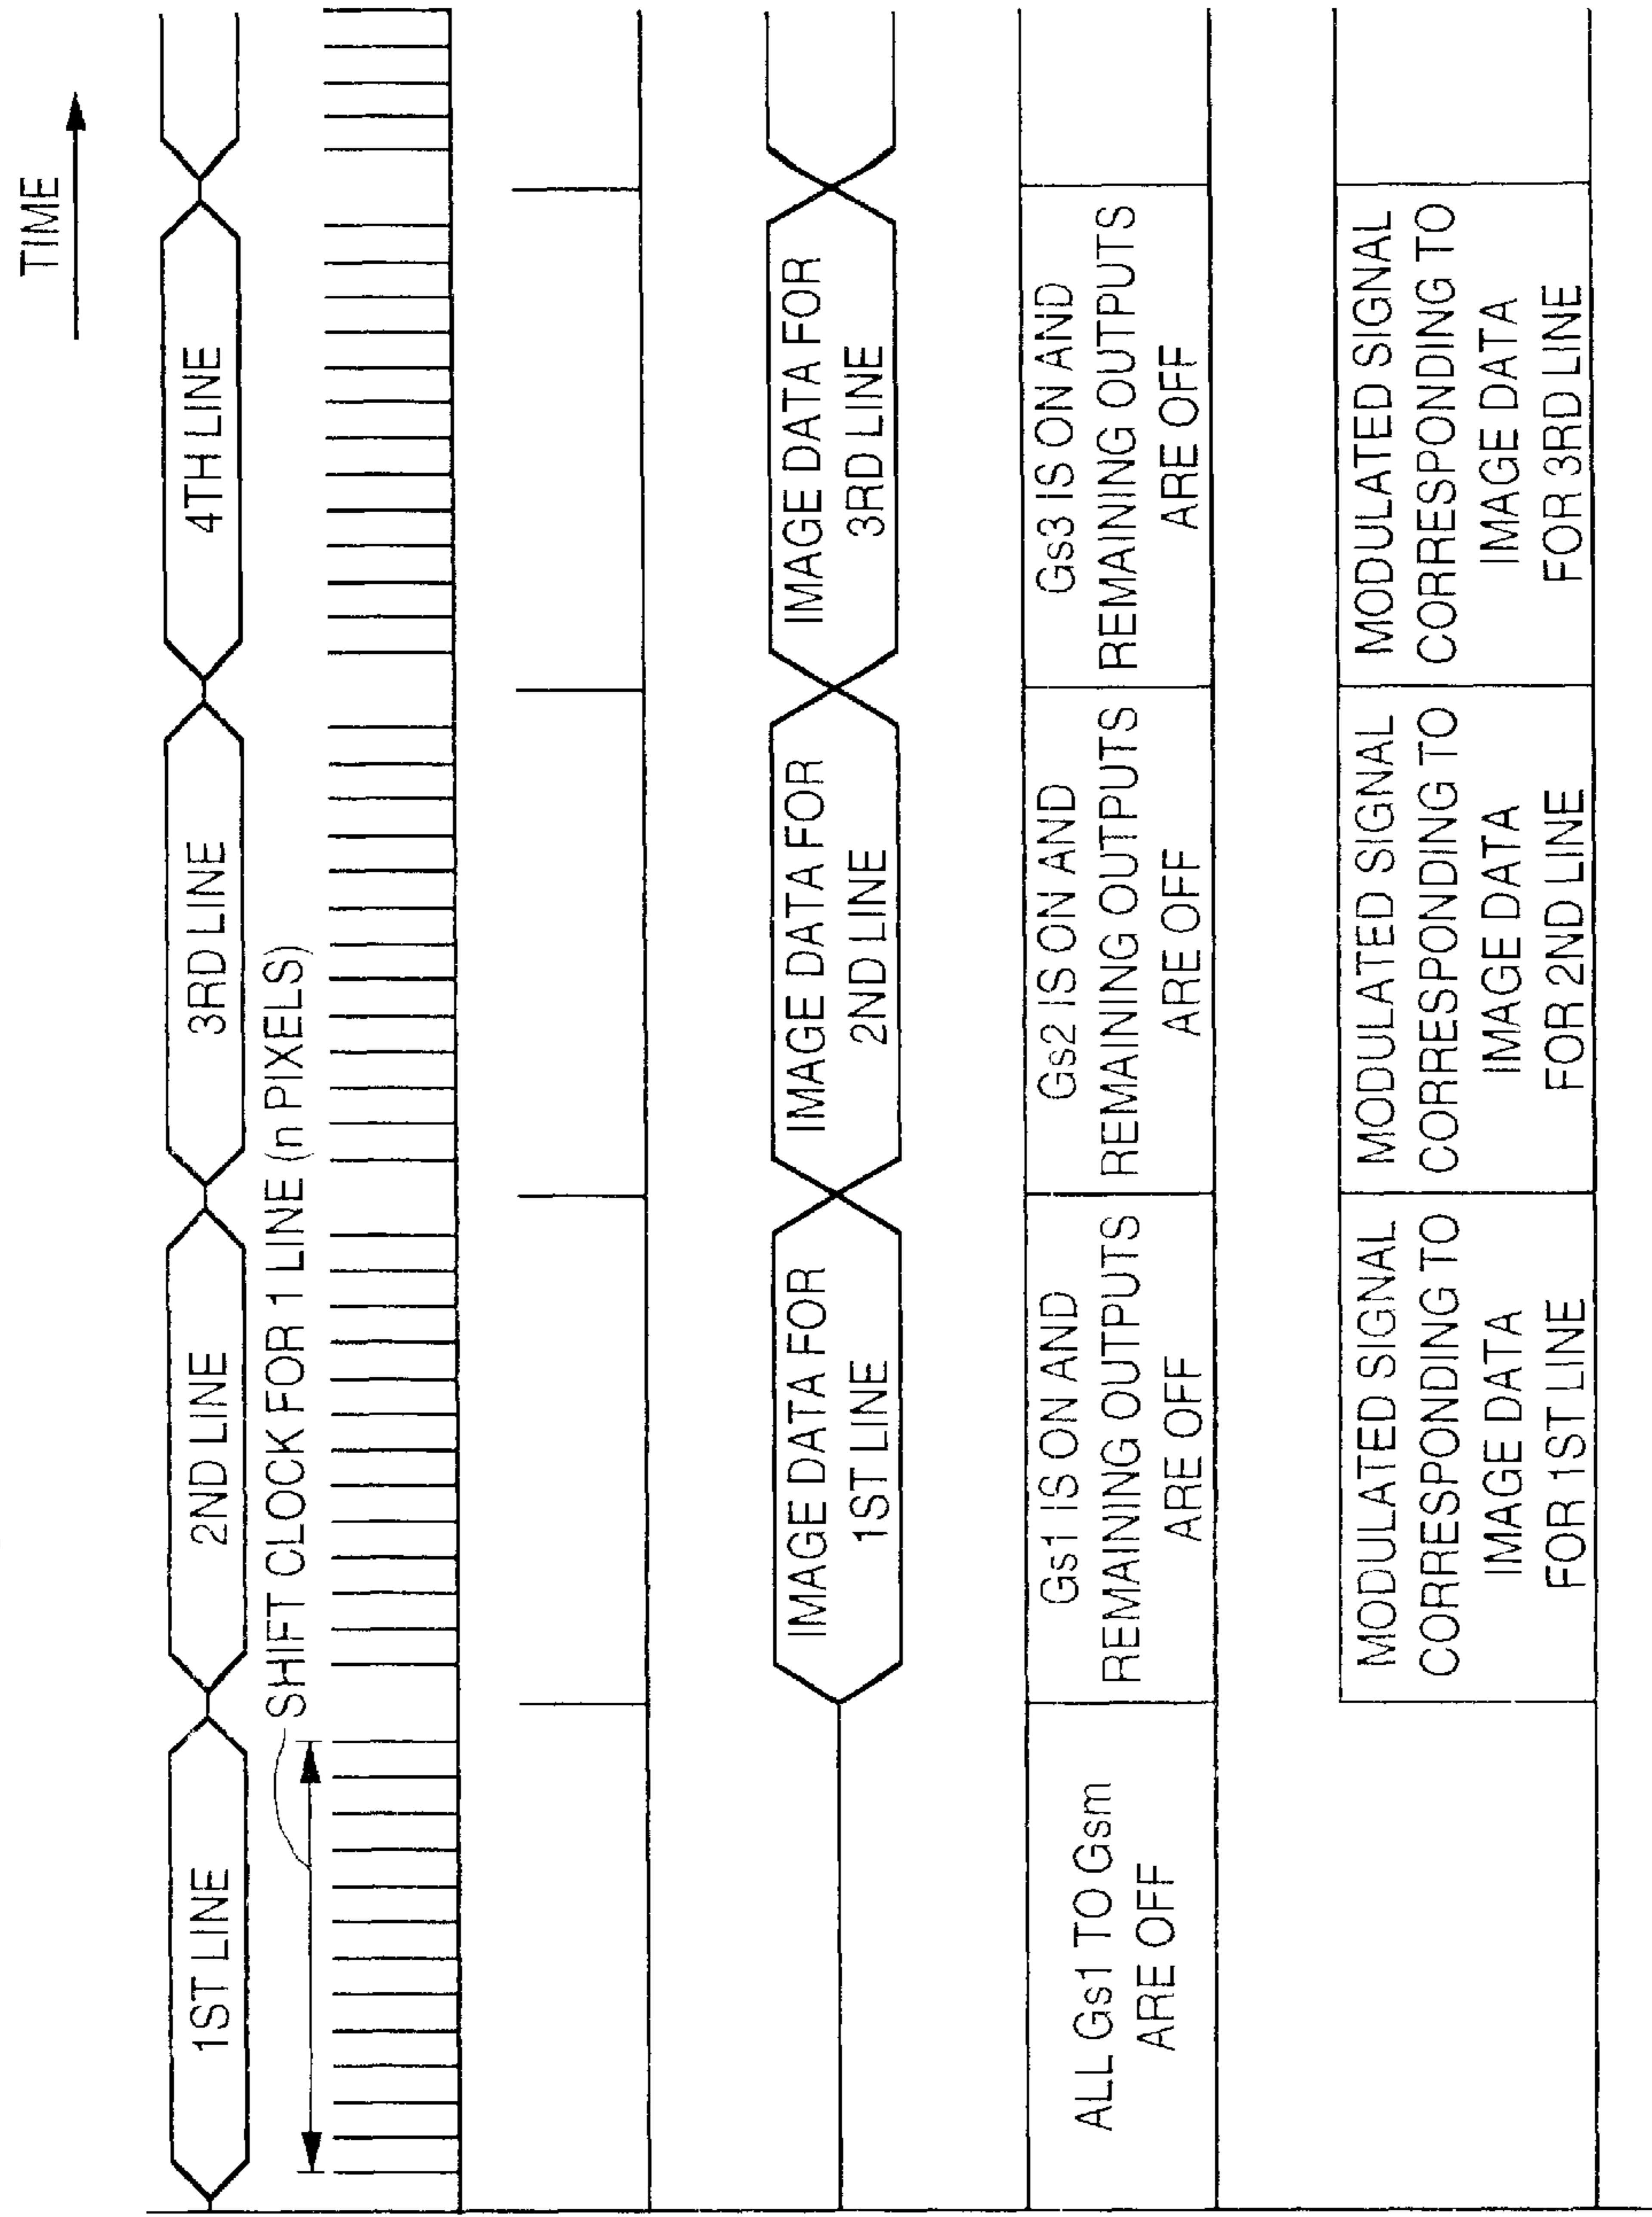 TIME
1ST LINE
2ND LINE
3RD LINE
4TH LINE
SHIFT CLOCK FOR 1 LINE (n PIXELS)
IMAGE DATA FOR
1ST LINE
IMAGE DATA FOR
2ND LINE
IMAGE DATA FOR
3RD LINE
ALL Gs1 TO Gsm
ARE OFF
Gs1 IS ON AND
REMAINING OUTPUTS
ARE OFF
Gs2 IS ON AND
REMAINING OUTPUTS
ARE OFF
Gs3 IS ON AND
REMAINING OUTPUTS
ARE OFF
MODULATED SIGNAL
CORRESPONDING TO
IMAGE DATA
FOR 1ST LINE
MODULATED SIGNAL
CORRESPONDING TO
IMAGE DATA
FOR 2ND LINE
MODULATED SIGNAL
CORRESPONDING TO
IMAGE DATA
FOR 3RD LINE